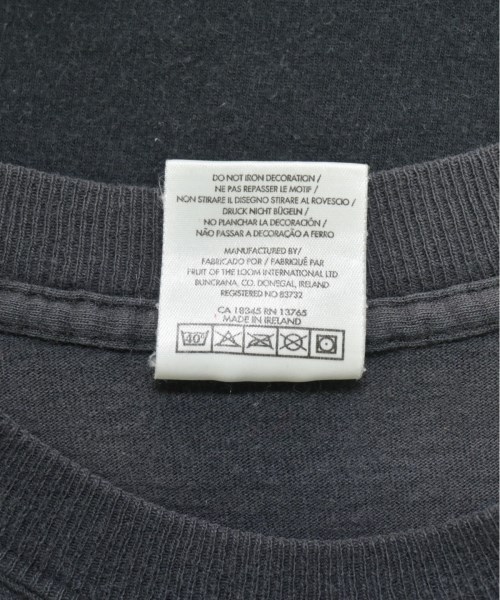 DO NOT IRON DECORATION /
NE PAS REPASSER LE MOTIF /
NON STIRARE IL DISEGNO STIRARE AL ROVESCIO /
DRUCK NICHT BÜGELN /
NO PLANCHAR LA DECORACIÓN /
NÃO PASSAR A DECORAÇÃO A FERRO
MANUFACTURED BY/
FABRICADO POR / FABRIQUÉ PAR
FRUIT OF THE LOOM INTERNATIONAL LTD
BUNCRANA, CO. DONEGAL, IRELAND
REGISTERED NO 83732
CA 18345 RN 13765
MADE IN IRELAND
40°